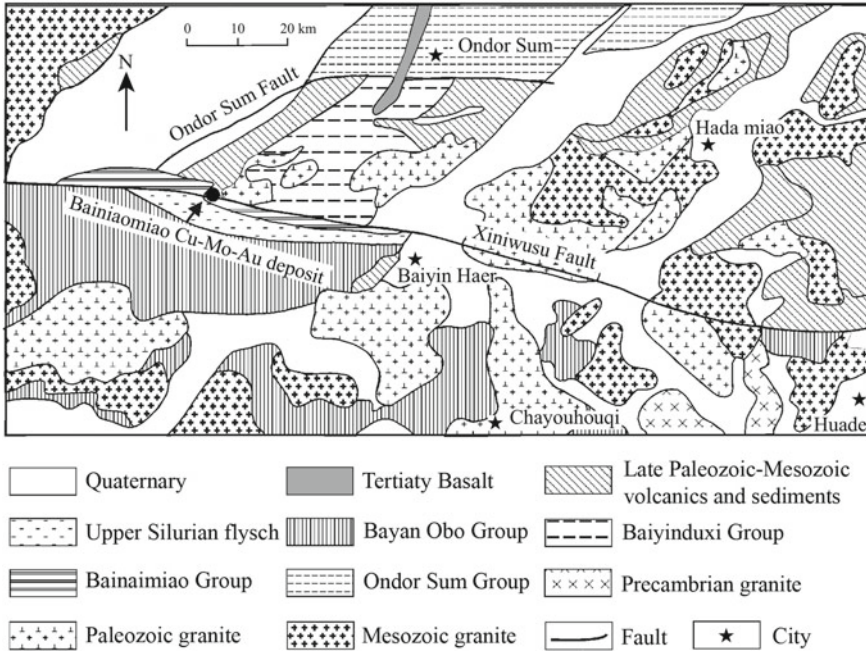 0 20 km
Ondor Sum
N
Ondor Sum Fault
Hada miao
Bainiaomiao Cu-Mo-Au deposit
Xiniwusu Fault
Baiyin Haer
Chayouhouqi
Huade
Quaternary
Tertiaty Basalt
Late Paleozoic-Mesozoic
volcanics and sediments
Upper Silurian flysch
Bayan Obo Group
Baiyinduxi Group
Bainaimiao Group
Ondor Sum Group
Precambrian granite
Paleozoic granite
Mesozoic granite
Fault
City